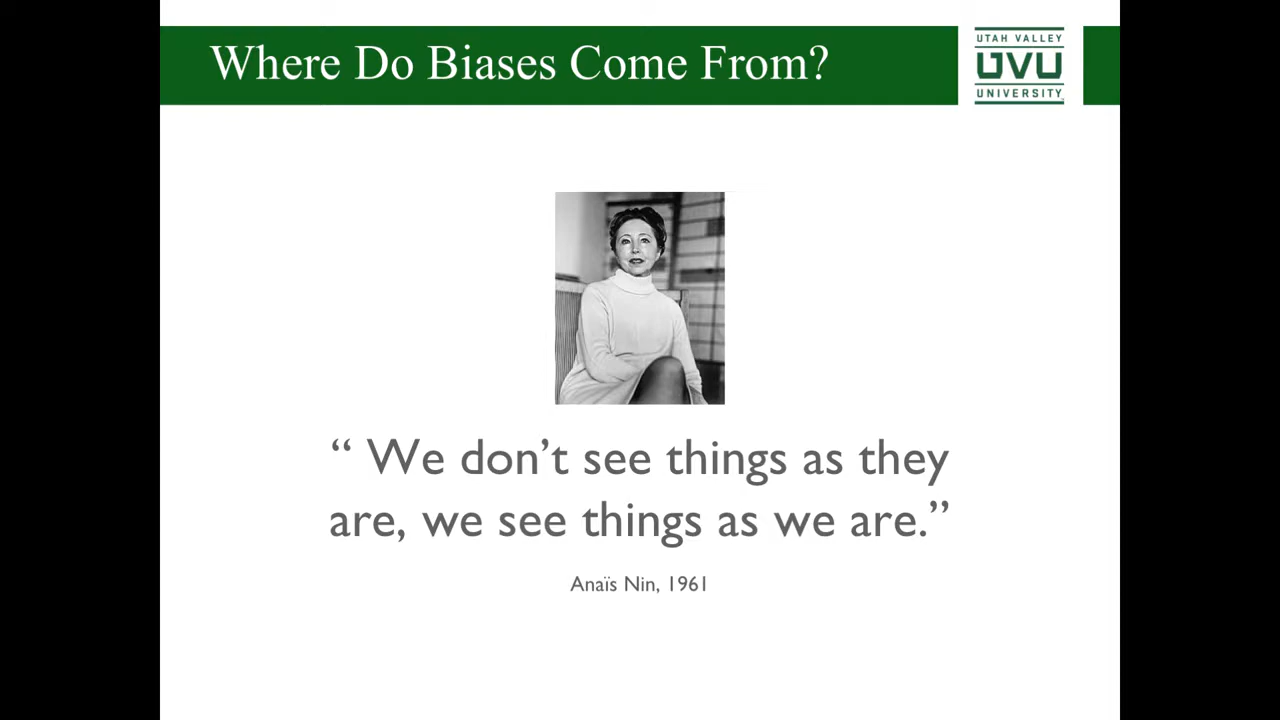 Where Do Biases Come From?
UTAH VALLEY
UVU
UNIVERSITY
“ We don’t see things as they
are, we see things as we are.”
Anaïs Nin, 1961